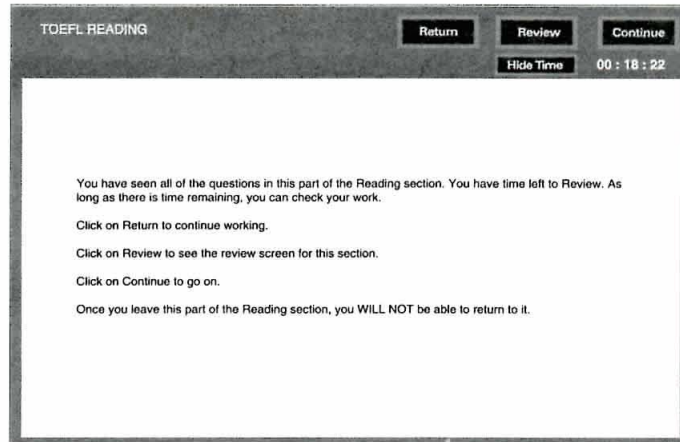 TOEFL READING
Return Review Continue
Hide Time 00 : 18 : 22
You have seen all of the questions in this part of the Reading section. You have time left to Review. As
long as there is time remaining, you can check your work.
Click on Return to continue working.
Click on Review to see the review screen for this section.
Click on Continue to go on.
Once you leave this part of the Reading section, you WILL NOT be able to return to it.